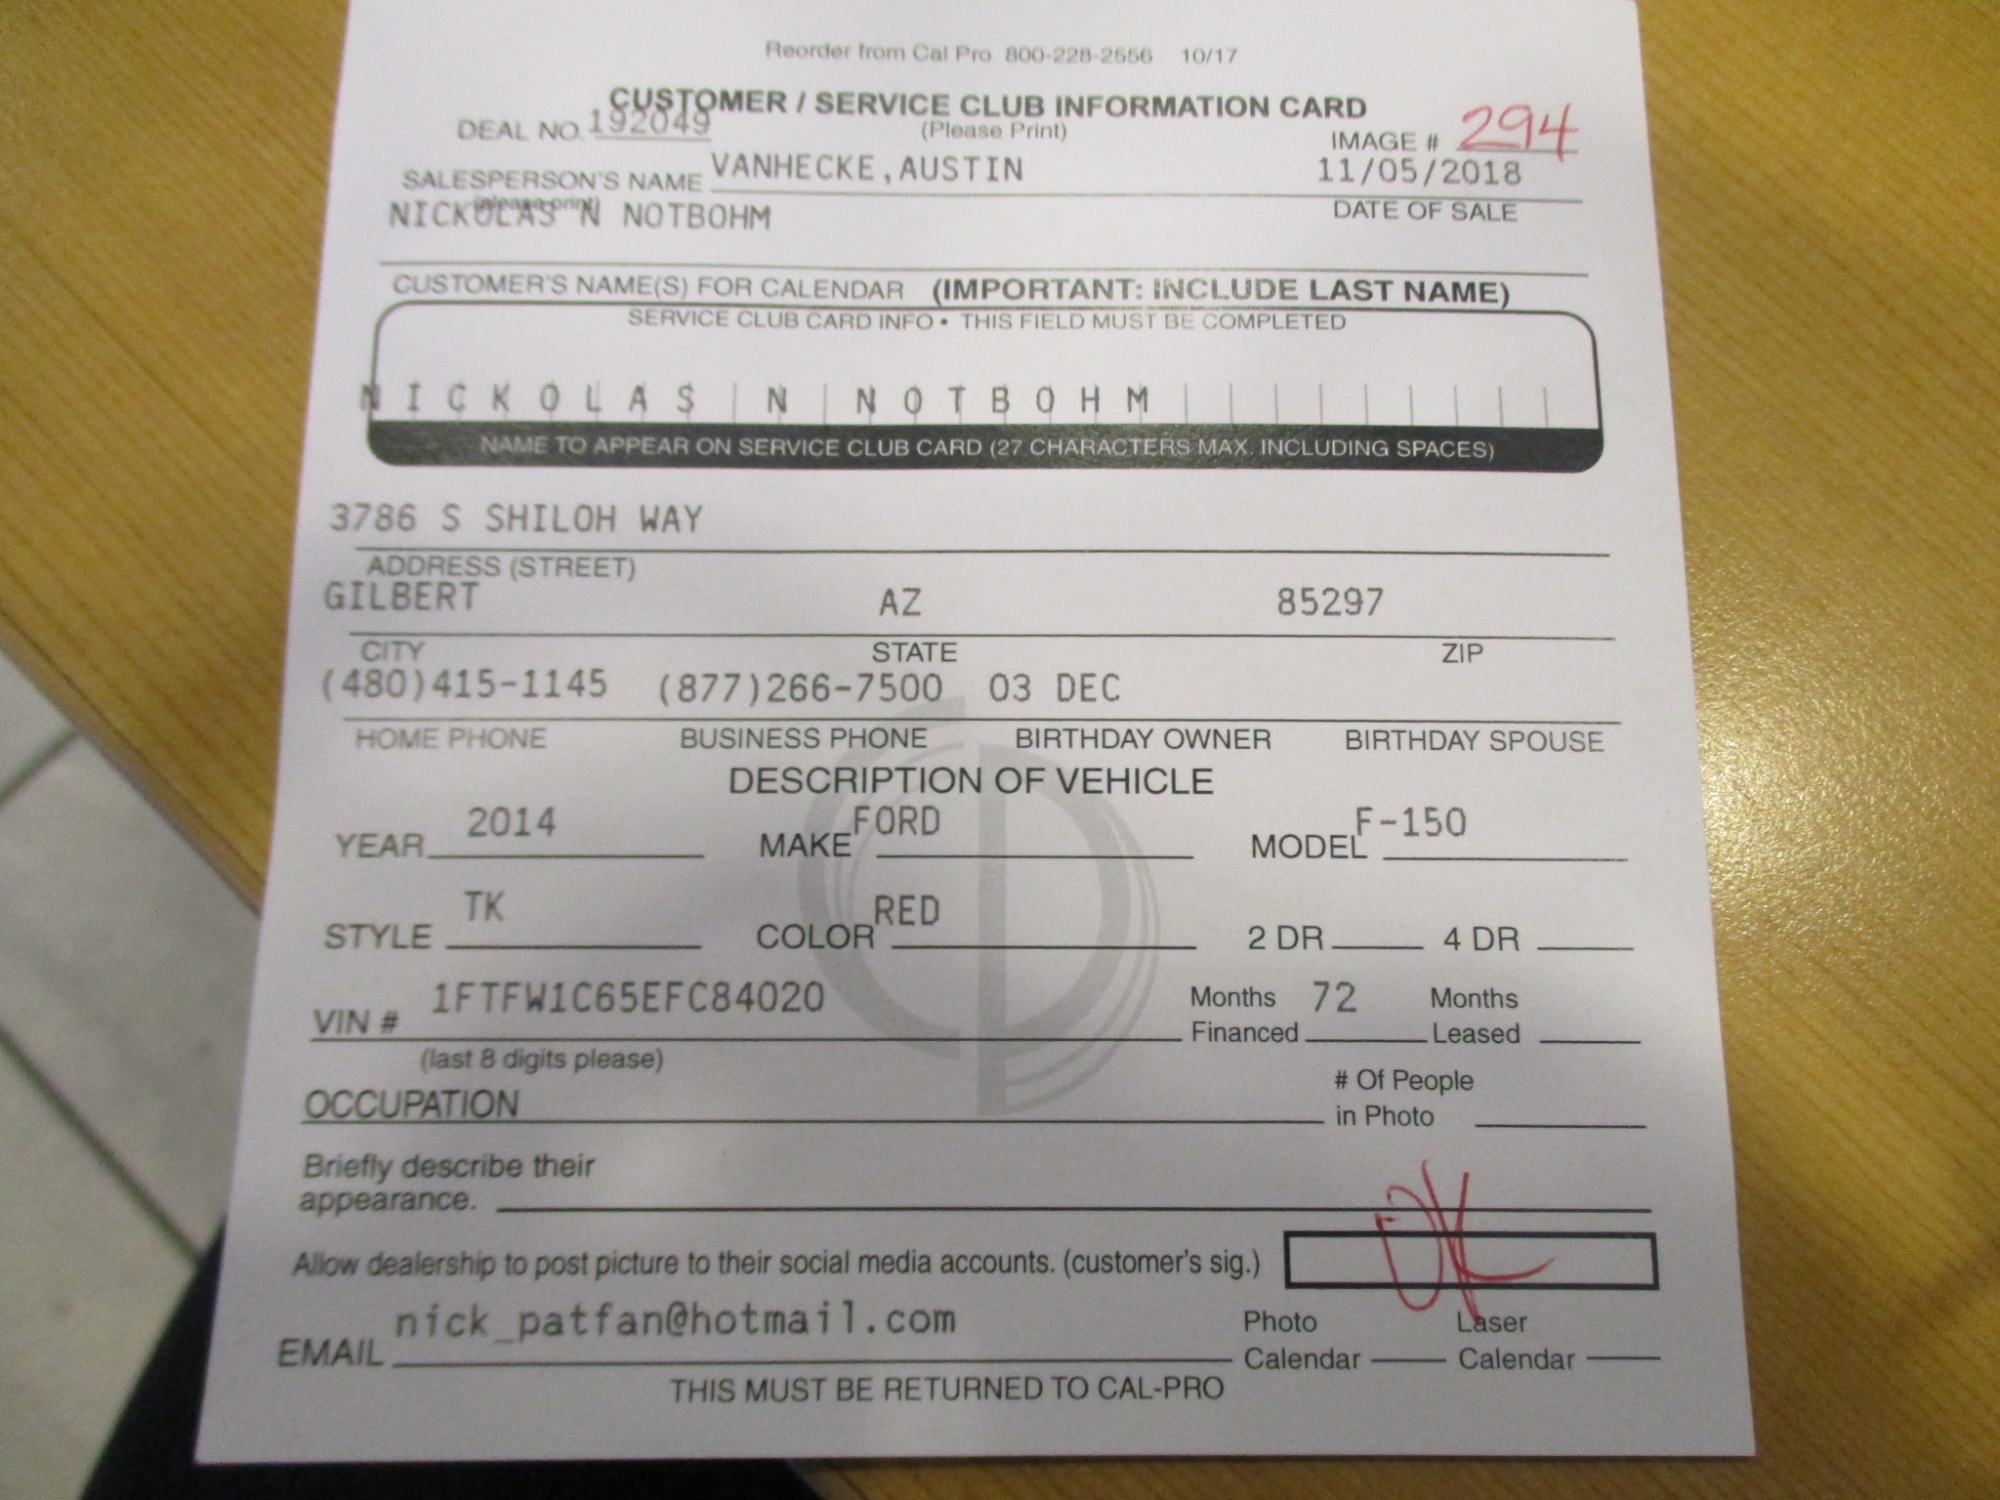 Reorder from Cal Pro 800-228-2556 10/17
CUSTOMER / SERVICE CLUB INFORMATION CARD
DEAL NO. 192049 (Please Print) IMAGE # 294
SALESPERSON'S NAME VANHECKE,AUSTIN 11/05/2018
(please print) DATE OF SALE
NICKOLAS N NOTBOHM
CUSTOMER'S NAME(S) FOR CALENDAR (IMPORTANT: INCLUDE LAST NAME)
SERVICE CLUB CARD INFO • THIS FIELD MUST BE COMPLETED
NICKOLAS N NOTBOHM
NAME TO APPEAR ON SERVICE CLUB CARD (27 CHARACTERS MAX. INCLUDING SPACES)
3786 S SHILOH WAY
ADDRESS (STREET)
GILBERT AZ 85297
CITY STATE ZIP
(480)415-1145 (877)266-7500 03 DEC
HOME PHONE BUSINESS PHONE BIRTHDAY OWNER BIRTHDAY SPOUSE
DESCRIPTION OF VEHICLE
YEAR 2014 MAKE FORD MODEL F-150
STYLE TK COLOR RED 2 DR 4 DR
VIN # 1FTFW1C65EFC84020 Months Financed 72 Months Leased
(last 8 digits please)
OCCUPATION # Of People in Photo
Briefly describe their
appearance.
Allow dealership to post picture to their social media accounts. (customer's sig.) OK
EMAIL nick_patfan@hotmail.com Photo Calendar Laser Calendar
THIS MUST BE RETURNED TO CAL-PRO